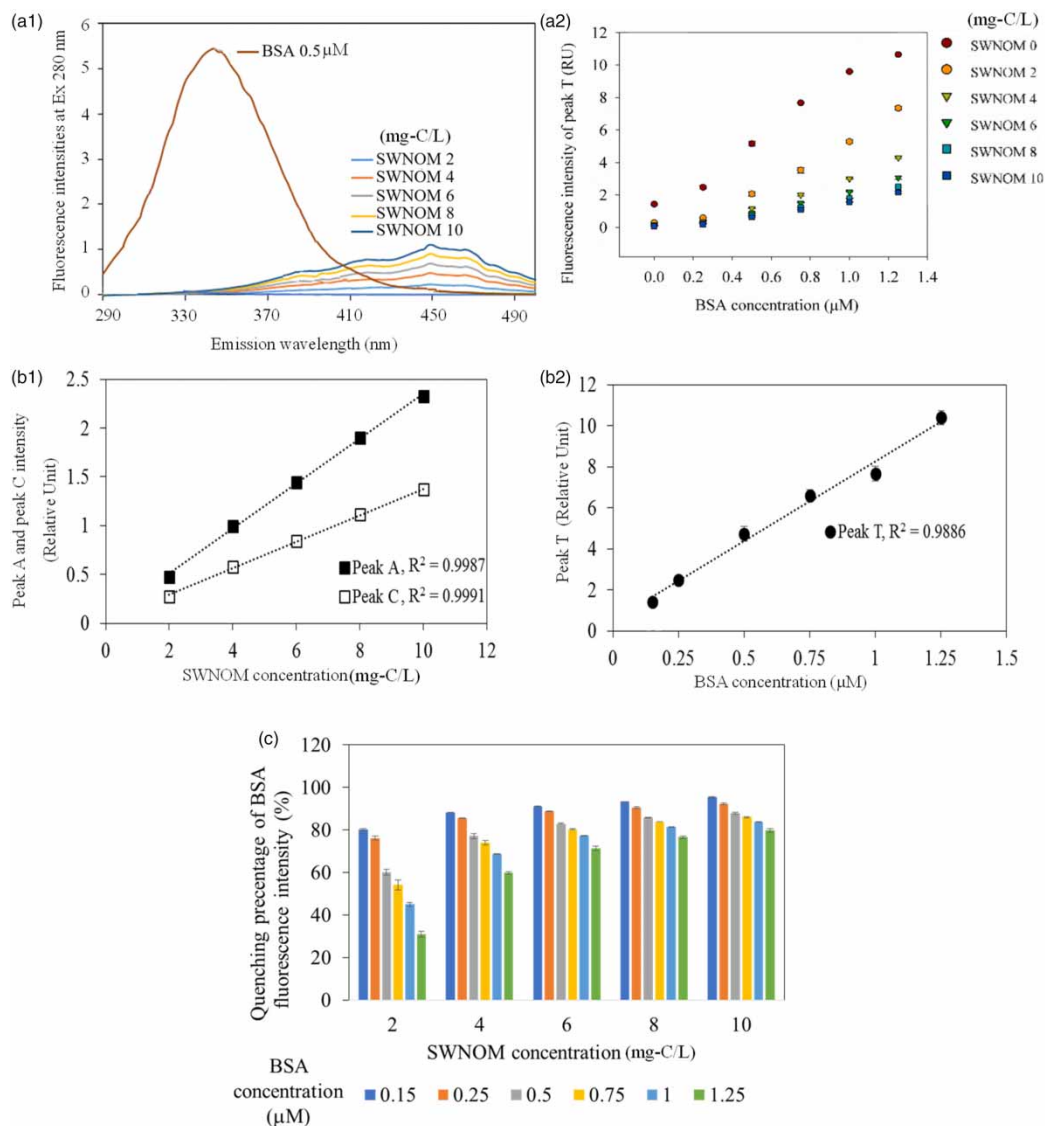 (a1)
Fluorescence intensities at Ex 280 nm
6
5
4
3
2
1
0
BSA 0.5 µM
(mg-C/L)
SWNOM 2
SWNOM 4
SWNOM 6
SWNOM 8
SWNOM 10
290 330 370 410 450 490
Emission wavelength (nm)
(a2)
Fluorescence intensity of peak T (RU)
12
10
8
6
4
2
0
0.0 0.2 0.4 0.6 0.8 1.0 1.2 1.4
BSA concentration (µM)
(mg-C/L)
SWNOM 0
SWNOM 2
SWNOM 4
SWNOM 6
SWNOM 8
SWNOM 10
(b1)
Peak A and peak C intensity
(Relative Unit)
2.5
2
1.5
1
0.5
0
Peak A, R² = 0.9987
Peak C, R² = 0.9991
0 2 4 6 8 10 12
SWNOM concentration(mg-C/L)
(b2)
Peak T (Relative Unit)
12
10
8
6
4
2
0
Peak T, R² = 0.9886
0 0.25 0.5 0.75 1 1.25 1.5
BSA concentration (µM)
(c)
Quenching precentage of BSA
fluorescence intensity (%)
120
100
80
60
40
20
0
2 4 6 8 10
SWNOM concentration (mg-C/L)
BSA
concentration
(µM)
0.15 0.25 0.5 0.75 1 1.25